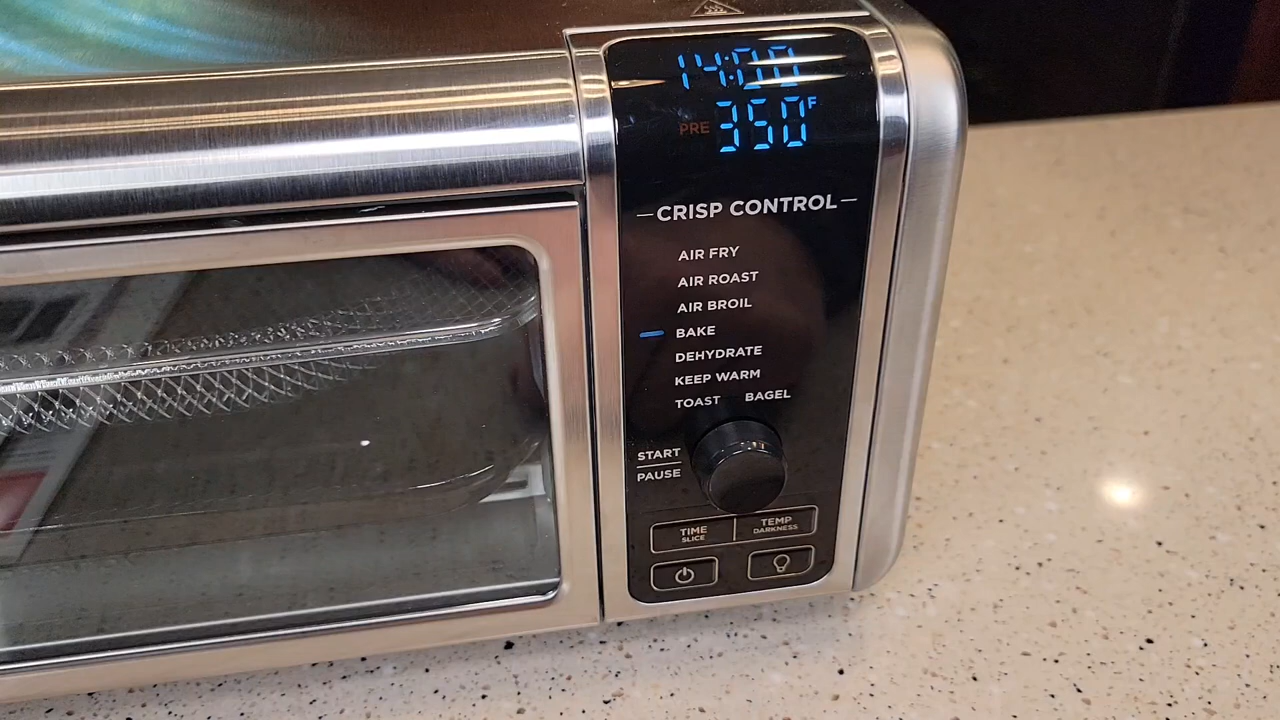 14:00
PRE 350F
CRISP CONTROL
AIR FRY
AIR ROAST
AIR BROIL
BAKE
DEHYDRATE
KEEP WARM
TOAST BAGEL
START
PAUSE
TIME
SLICE
TEMP
DARKNESS